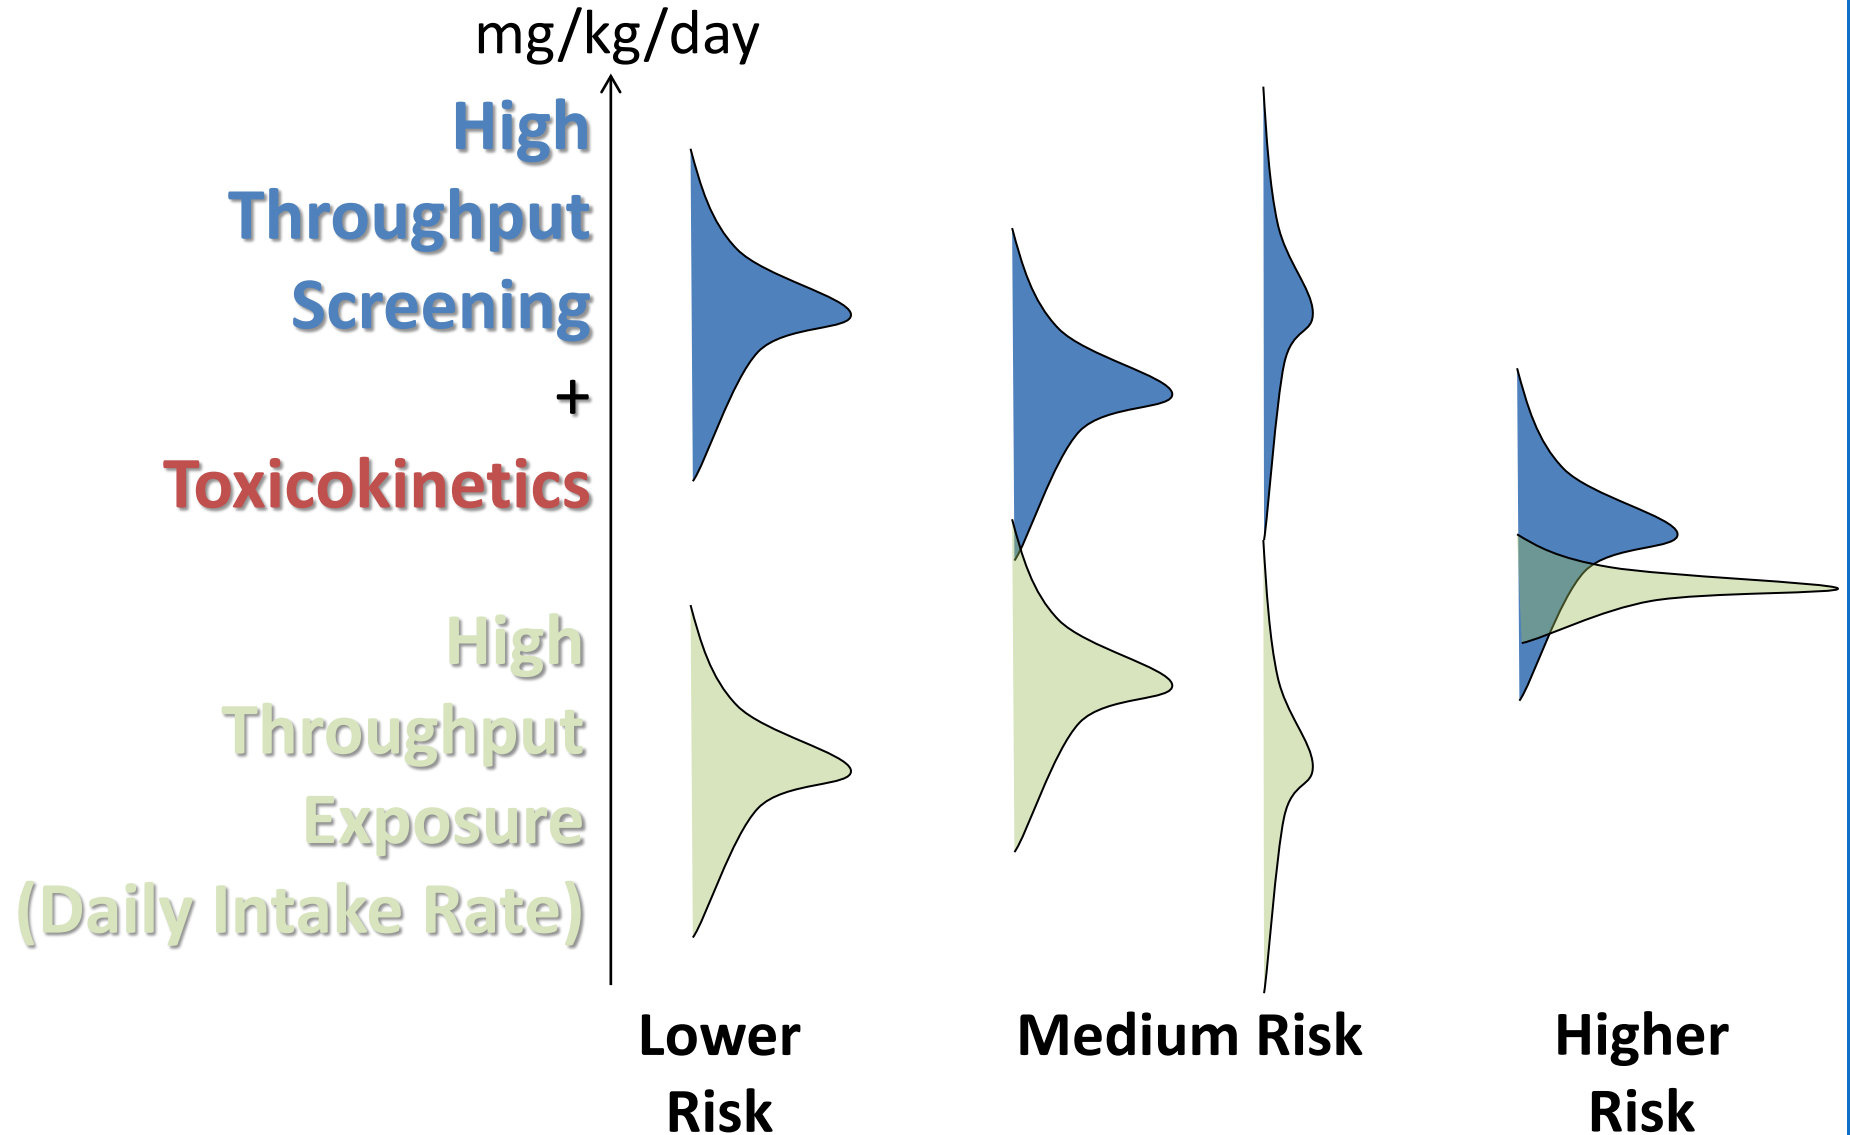 mg/kg/day
High
Throughput
Screening
+
Toxicokinetics
High
Throughput
Exposure
(Daily Intake Rate)
Lower
Risk
Medium Risk
Higher
Risk